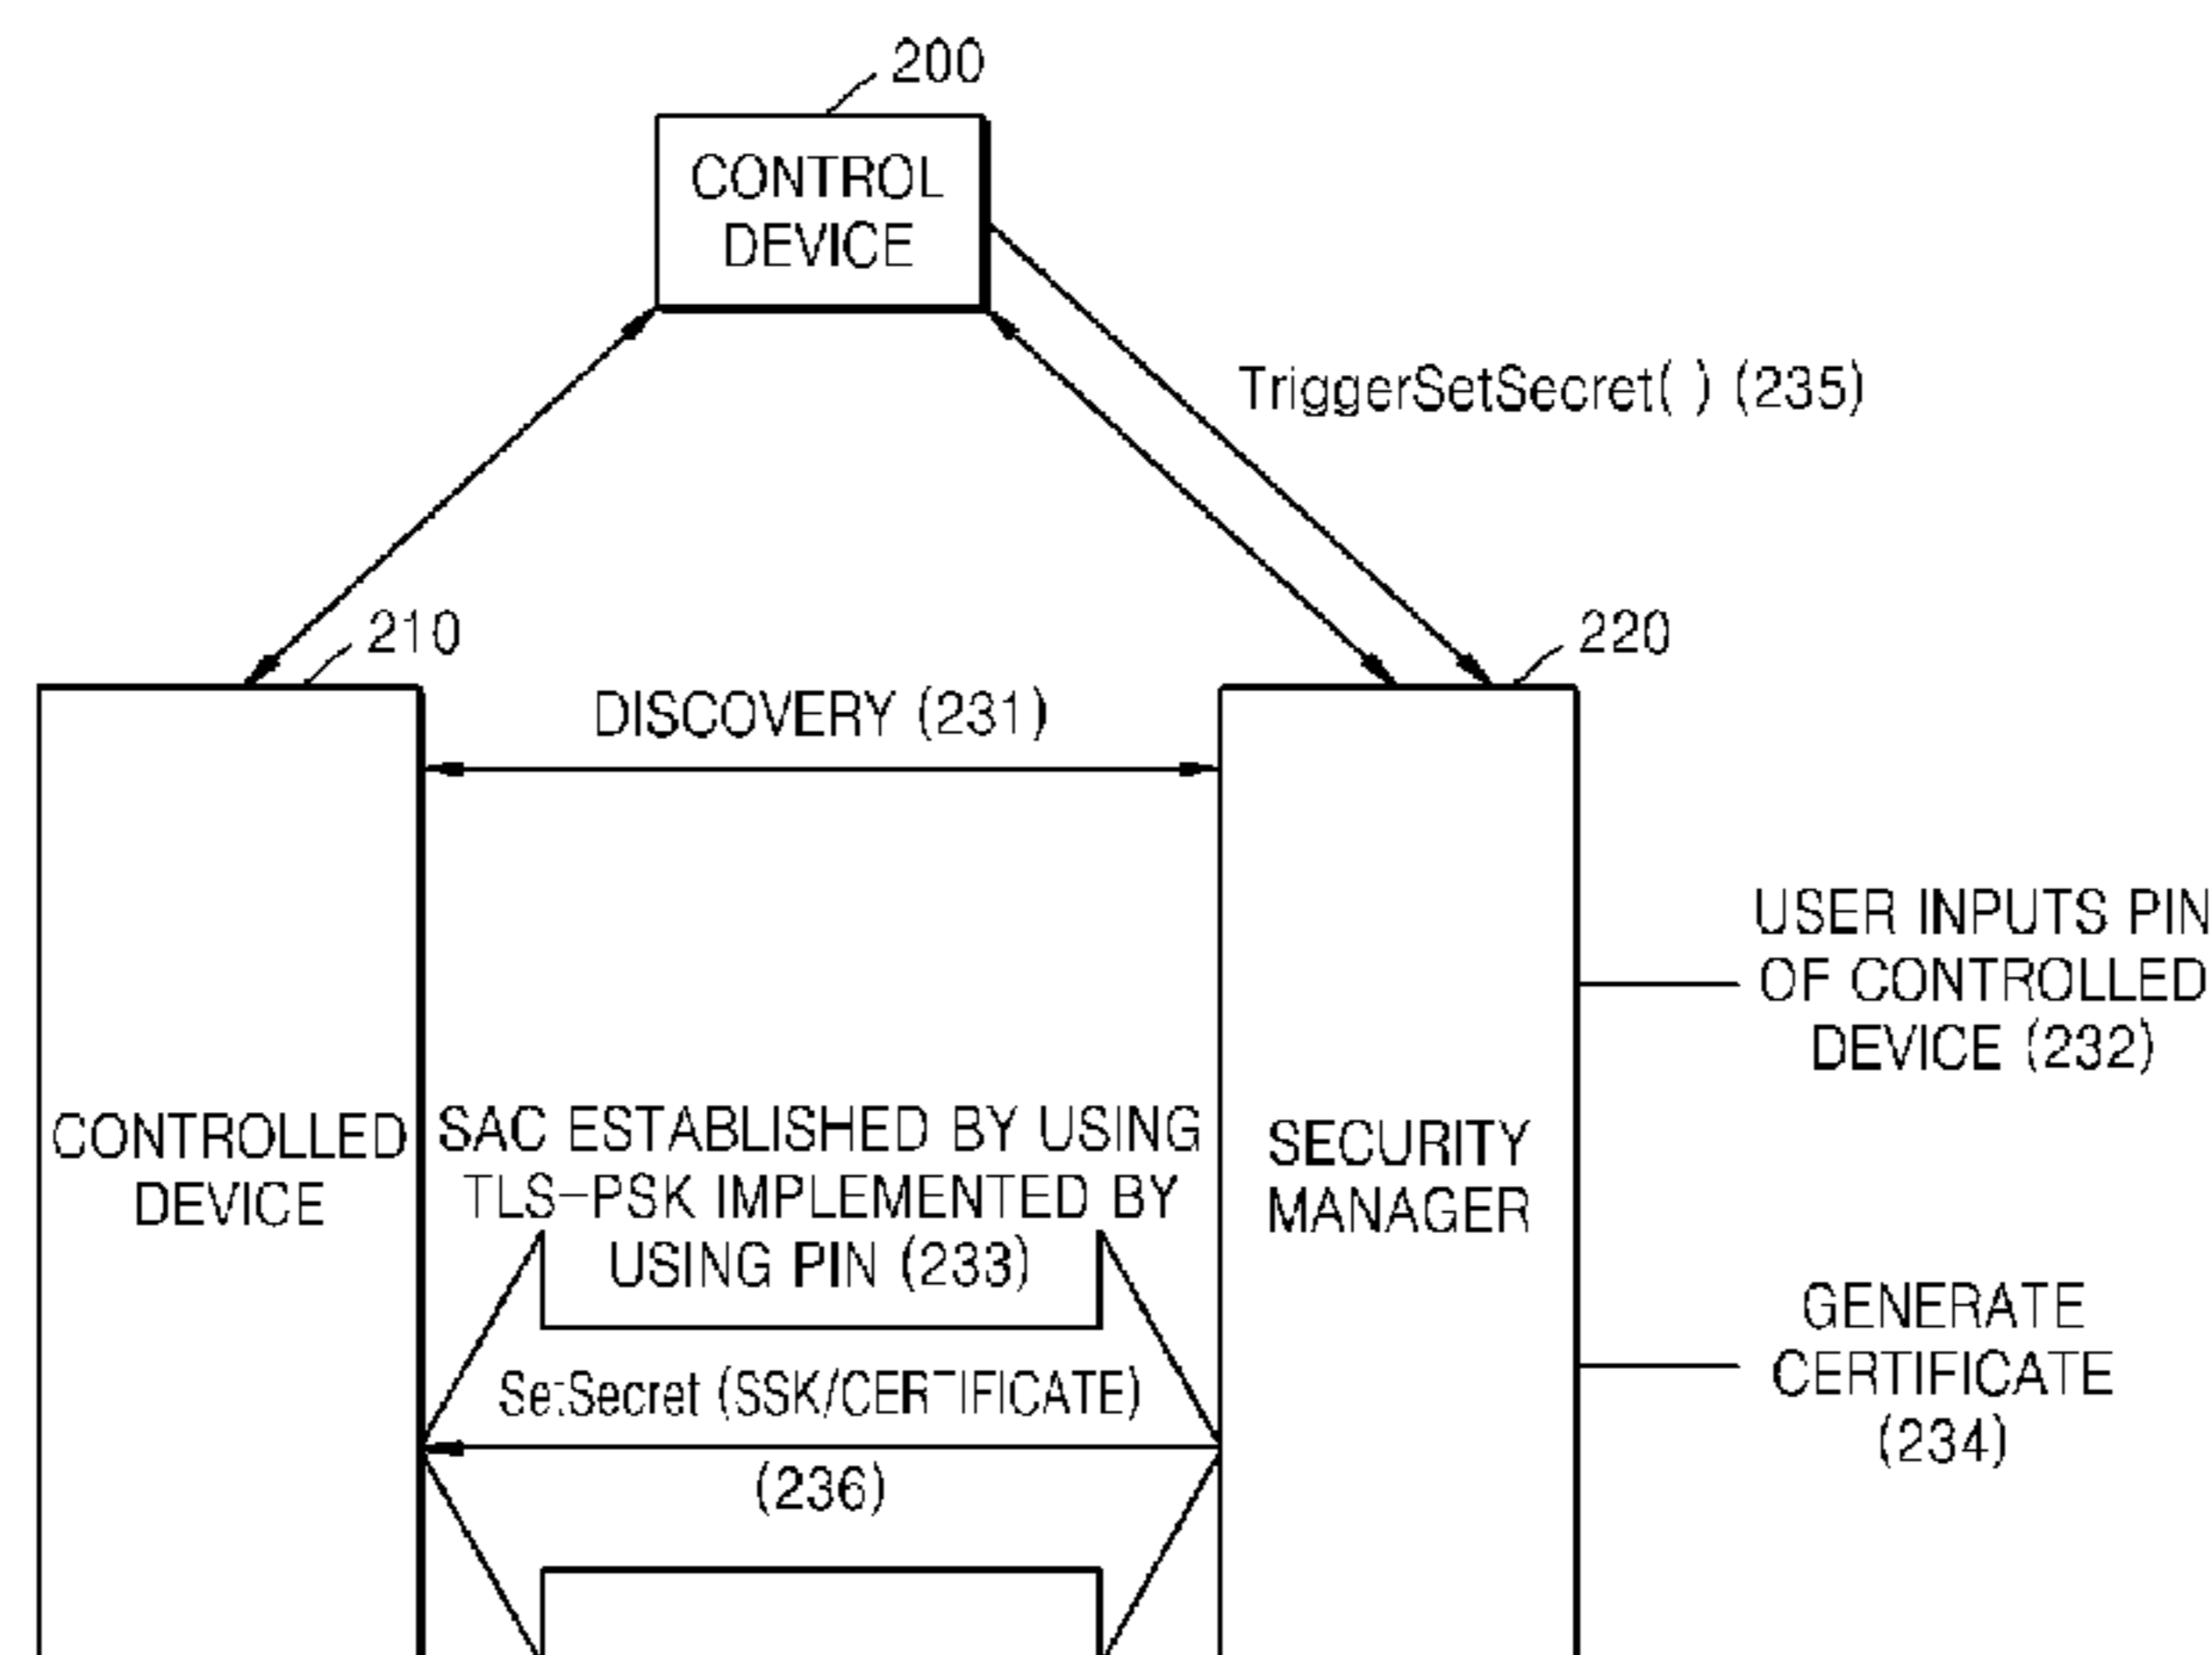 200
CONTROL
DEVICE
TriggerSetSecret( ) (235)
210
220
DISCOVERY (231)
USER INPUTS PIN
OF CONTROLLED
DEVICE (232)
CONTROLLED
DEVICE
SAC ESTABLISHED BY USING
TLS-PSK IMPLEMENTED BY
USING PIN (233)
SECURITY
MANAGER
GENERATE
CERTIFICATE
(234)
SetSecret (SSK/CERTIFICATE)
(236)